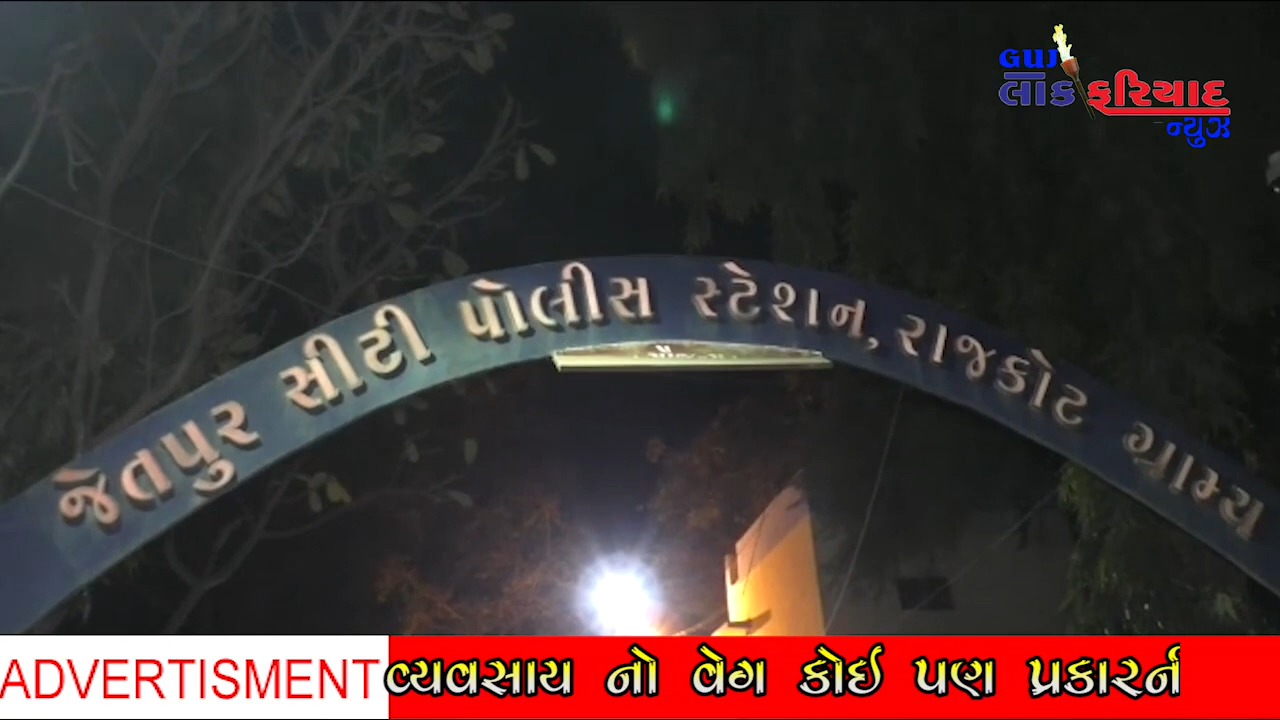 GUJ
લોક ફરિયાદ
ન્યુઝ
જેતપુર સીટી પોલીસ સ્ટેશન, રાજકોટ ગ્રામ્ય
ADVERTISMENT વ્યવસાય નો વેગ કોઈ પણ પ્રકારન